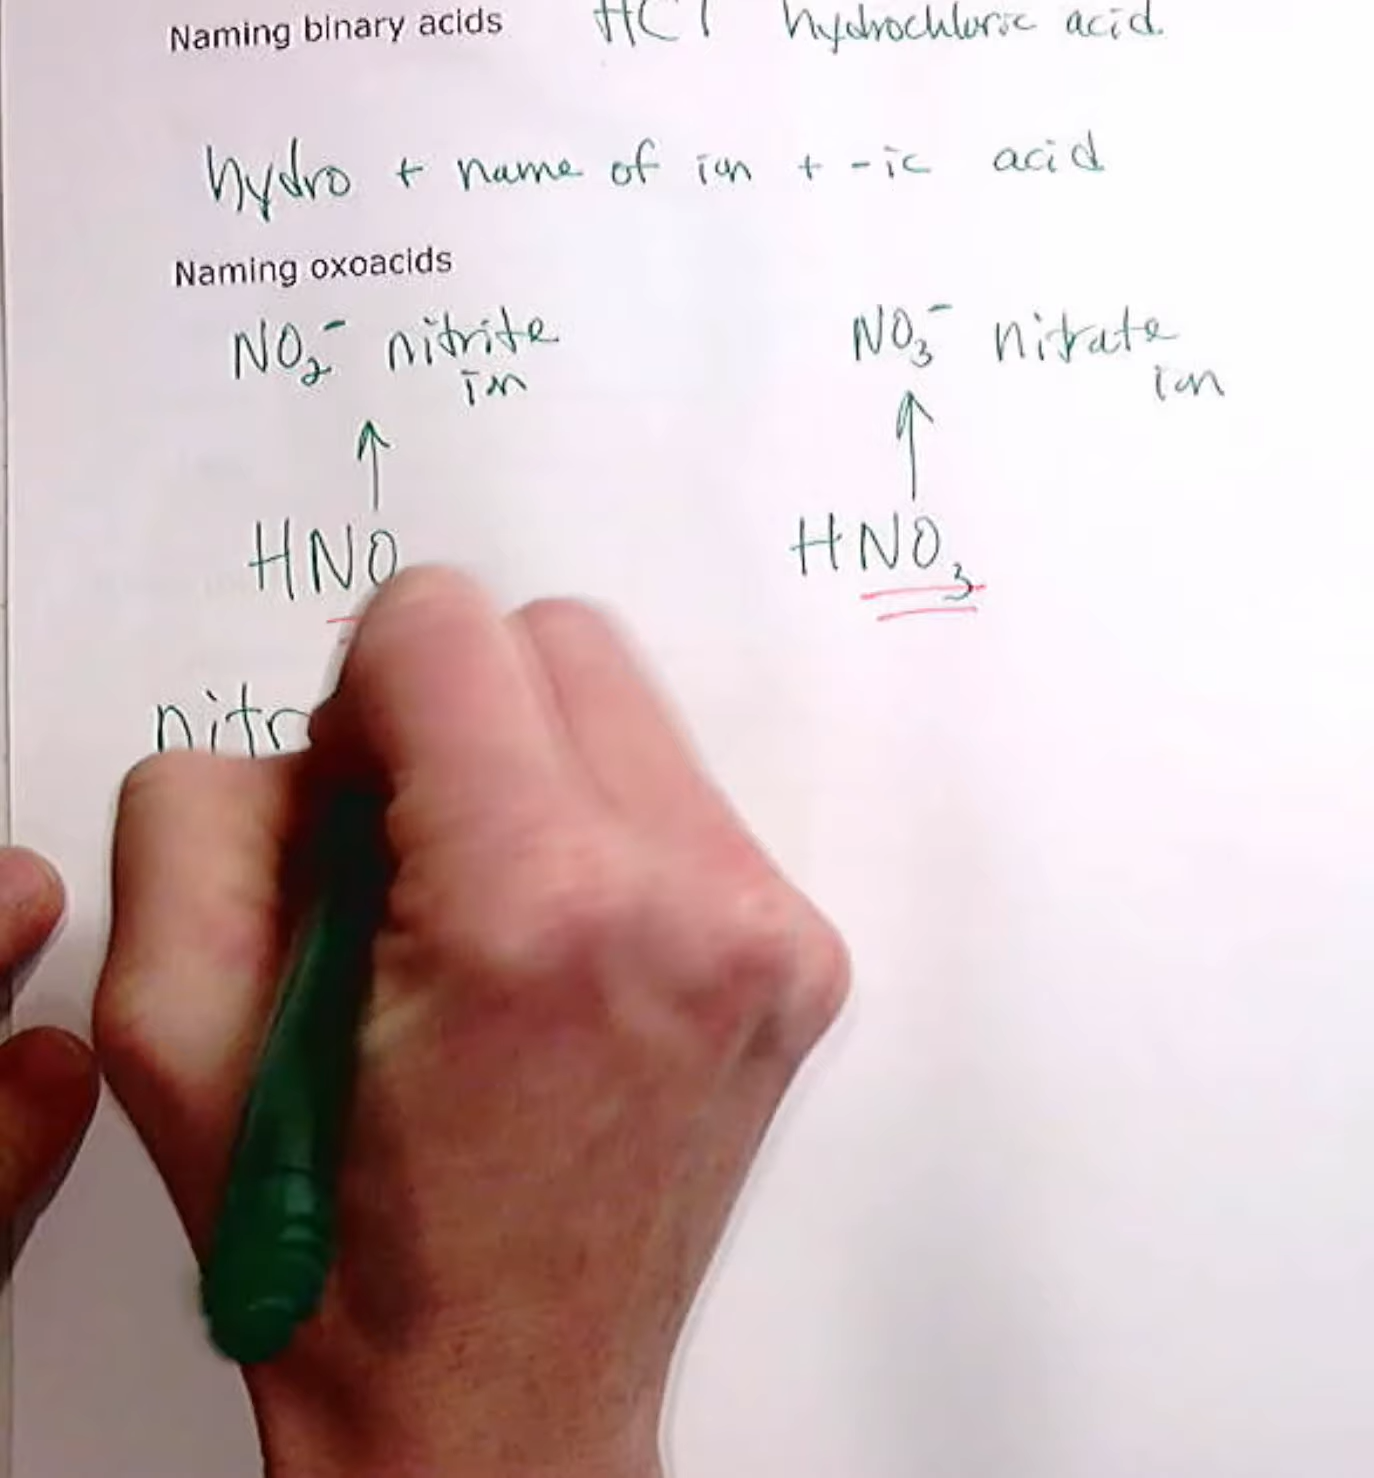 Naming binary acids HCl hydrochloric acid.
hydro + name of ion + -ic acid
Naming oxoacids
NO₂⁻ nitrite ion NO₃⁻ nitrate ion
↑ ↑
HNO HNO₃
nitr